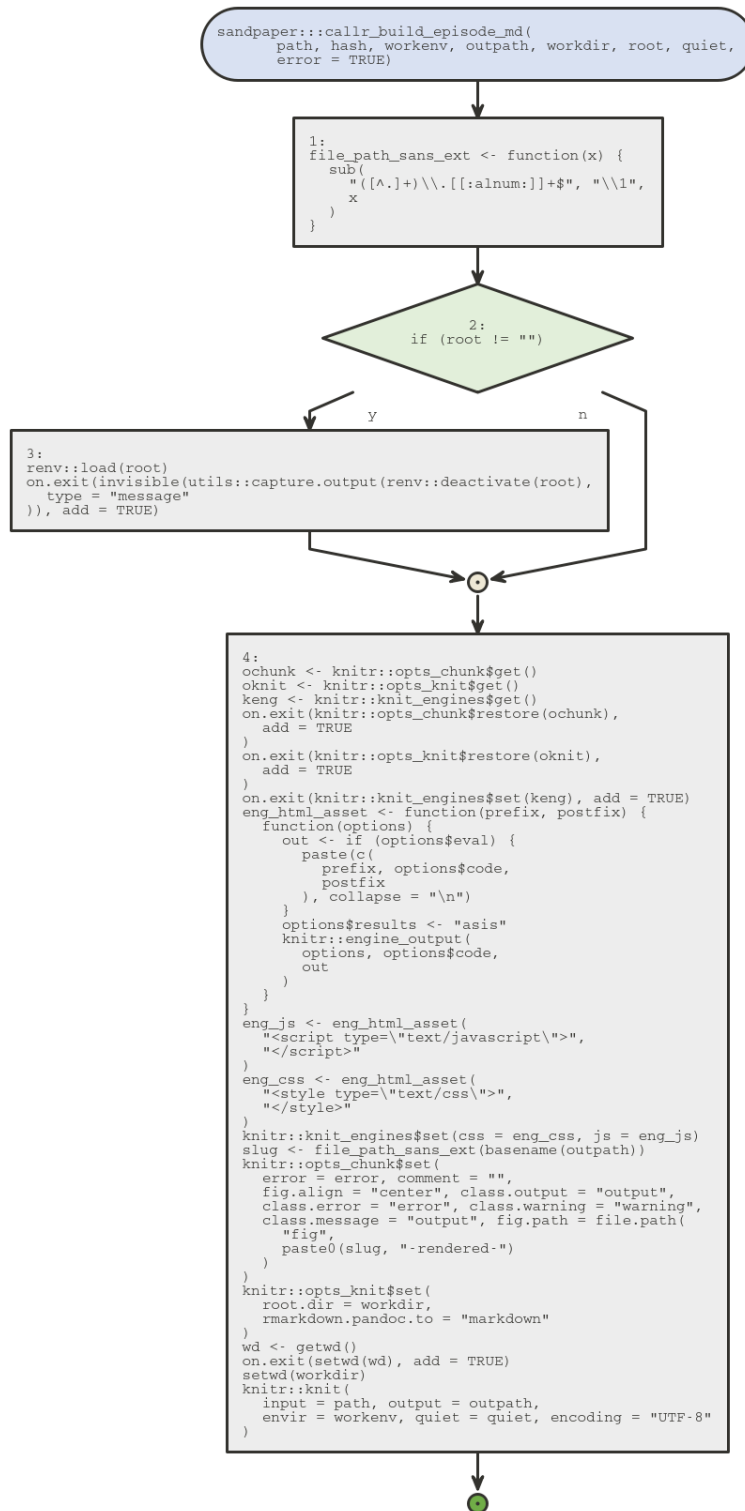 sandpaper:::callr_build_episode_md(
path, hash, workenv, outpath, workdir, root, quiet,
error = TRUE)
1:
file_path_sans_ext <- function(x) {
sub(
"([^.]+)\\.[[:alnum:]]+$", "\\1",
x
)
}
2:
if (root != "")
y
n
3:
renv::load(root)
on.exit(invisible(utils::capture.output(renv::deactivate(root),
type = "message"
)), add = TRUE)
4:
ochunk <- knitr::opts_chunk$get()
oknit <- knitr::opts_knit$get()
keng <- knitr::knit_engines$get()
on.exit(knitr::opts_chunk$restore(ochunk),
add = TRUE
)
on.exit(knitr::opts_knit$restore(oknit),
add = TRUE
)
on.exit(knitr::knit_engines$set(keng), add = TRUE)
eng_html_asset <- function(prefix, postfix) {
function(options) {
out <- if (options$eval) {
paste(c(
prefix, options$code,
postfix
), collapse = "\n")
}
options$results <- "asis"
knitr::engine_output(
options, options$code,
out
)
}
}
eng_js <- eng_html_asset(
"<script type=\"text/javascript\">",
"</script>"
)
eng_css <- eng_html_asset(
"<style type=\"text/css\">",
"</style>"
)
knitr::knit_engines$set(css = eng_css, js = eng_js)
slug <- file_path_sans_ext(basename(outpath))
knitr::opts_chunk$set(
error = error, comment = "",
fig.align = "center", class.output = "output",
class.error = "error", class.warning = "warning",
class.message = "output", fig.path = file.path(
"fig",
paste0(slug, "-rendered-")
)
)
knitr::opts_knit$set(
root.dir = workdir,
rmarkdown.pandoc.to = "markdown"
)
wd <- getwd()
on.exit(setwd(wd), add = TRUE)
setwd(workdir)
knitr::knit(
input = path, output = outpath,
envir = workenv, quiet = quiet, encoding = "UTF-8"
)